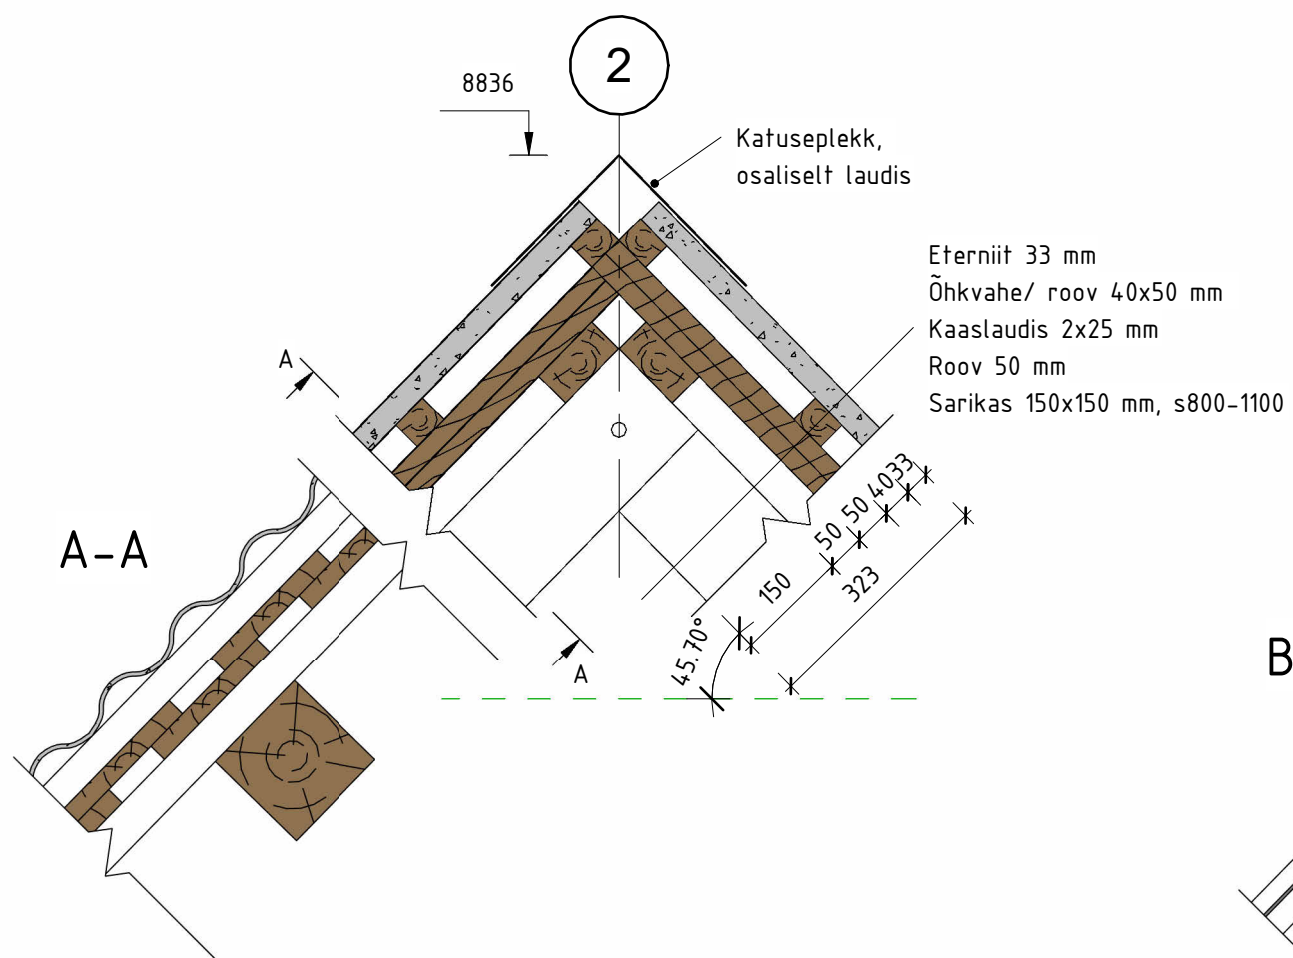 2
8836
Katuseplekk,
osaliselt laudis
Eterniit 33 mm
Õhkvahe/ roov 40x50 mm
Kaaslaudis 2x25 mm
Roov 50 mm
Sarikas 150x150 mm, s800-1100
A
A-A
150
50
50
40
33
323
45.70°
A
B